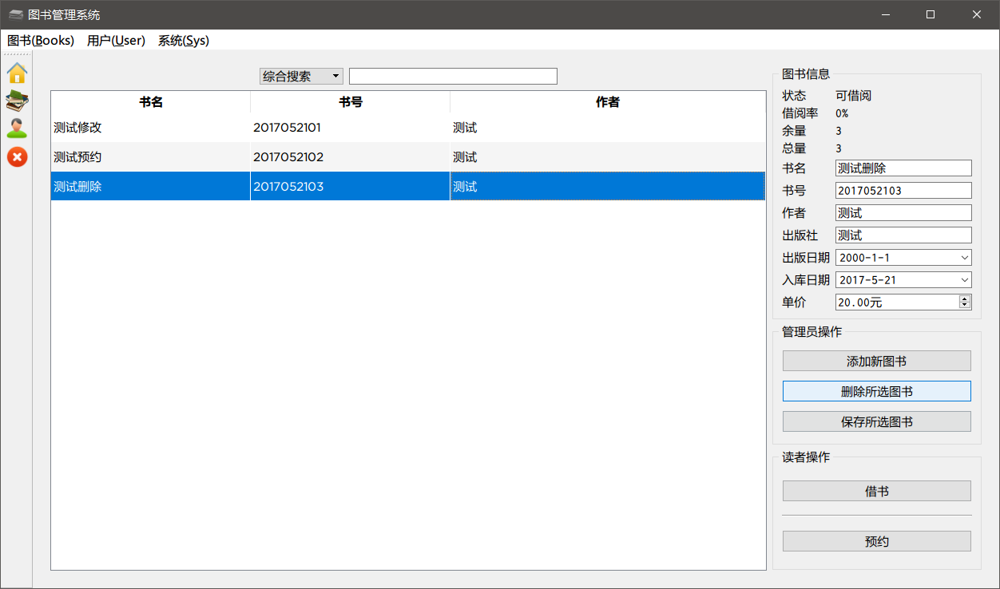 图书管理系统
图书(Books) 用户(User) 系统(Sys)
综合搜索
书名 书号 作者
测试修改 2017052101 测试
测试预约 2017052102 测试
测试删除 2017052103 测试
图书信息
状态 可借阅
借阅率 0%
余量 3
总量 3
书名 测试删除
书号 2017052103
作者 测试
出版社 测试
出版日期 2000-1-1
入库日期 2017-5-21
单价 20.00元
管理员操作
添加新图书
删除所选图书
保存所选图书
读者操作
借书
预约